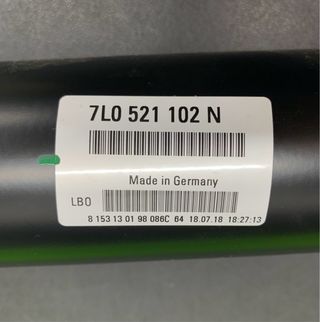 7L0 521 102 N
Made in Germany
LBO
8 153 13 01 98 086C 64 18.07.18 18:27:13